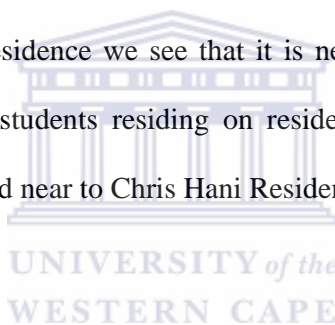 esidence we see that it is ne
students residing on reside
d near to Chris Hani Residen
UNIVERSITY of the
WESTERN CAPE